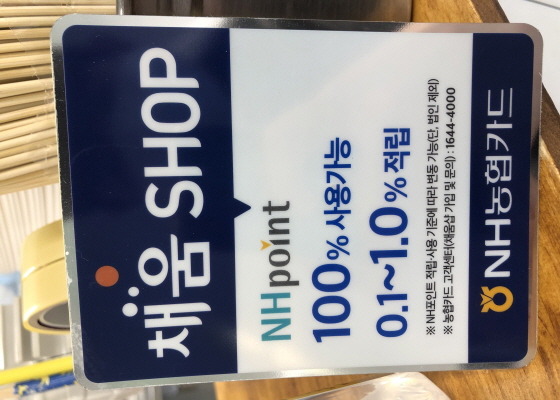 채움 SHOP
NHpoint
100% 사용가능
0.1~1.0% 적립
※ NH포인트 적립·사용 기준에 따라 변동 가능(단, 법인 제외)
※ 농협카드 고객센터(채움샵 가입 및 문의) : 1644-4000
NH농협카드